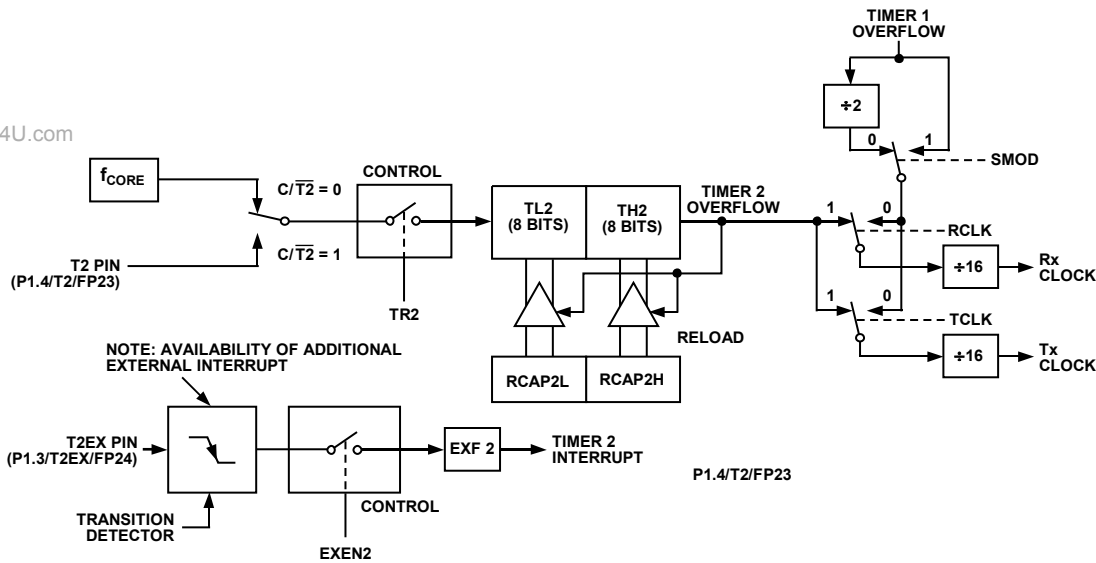 TIMER 1
OVERFLOW
4U.com
÷2
0
1
SMOD
fCORE
C/T2̅ = 0
CONTROL
TL2
(8 BITS)
TH2
(8 BITS)
TIMER 2
OVERFLOW
1
0
RCLK
÷16
Rx
CLOCK
T2 PIN
(P1.4/T2/FP23)
C/T2̅ = 1
TR2
1
0
TCLK
÷16
Tx
CLOCK
RELOAD
RCAP2L
RCAP2H
NOTE: AVAILABILITY OF ADDITIONAL
EXTERNAL INTERRUPT
T2EX PIN
(P1.3/T2EX/FP24)
EXF 2
TIMER 2
INTERRUPT
P1.4/T2/FP23
CONTROL
TRANSITION
DETECTOR
EXEN2